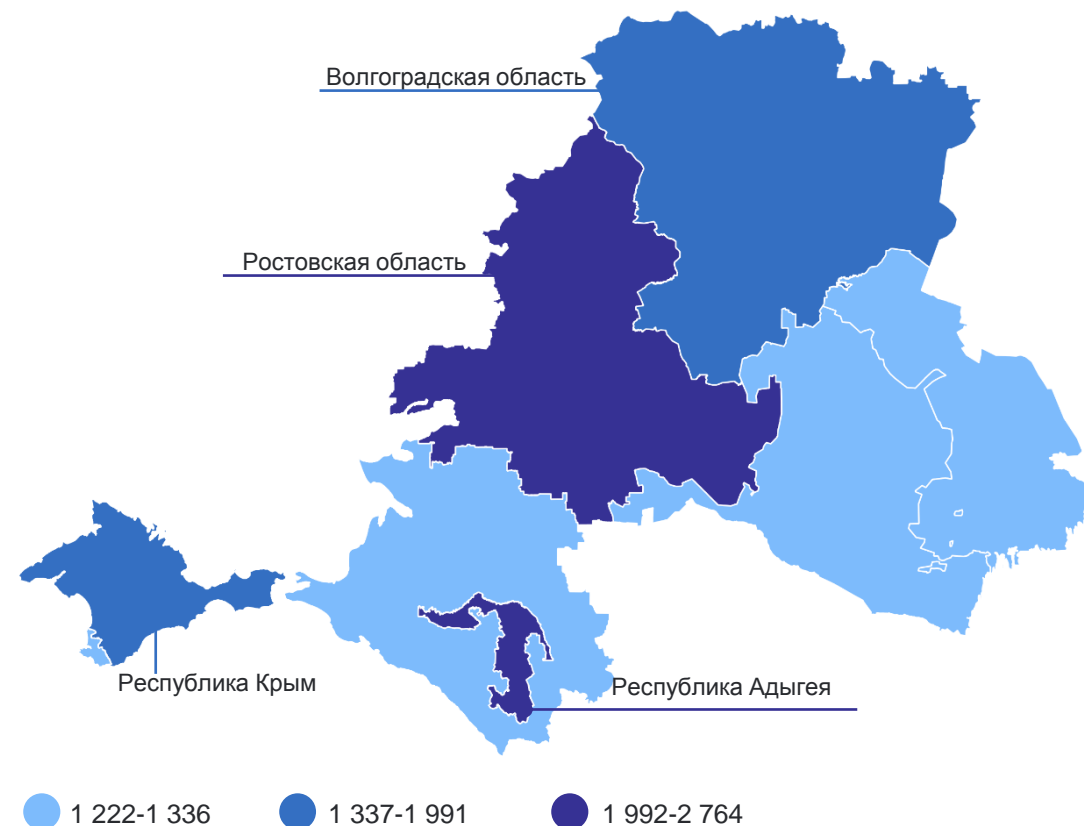 Волгоградская область
Ростовская область
Республика Крым
Республика Адыгея
1 222-1 336
1 337-1 991
1 992-2 764